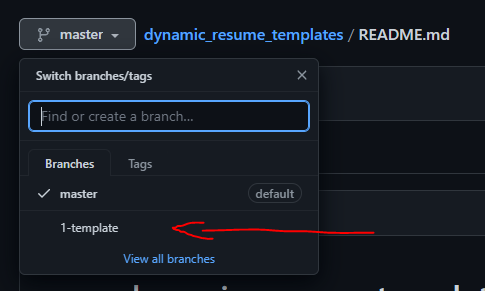 master
dynamic_resume_templates / README.md
Switch branches/tags
Find or create a branch...
Branches
Tags
master
default
1-template
View all branches